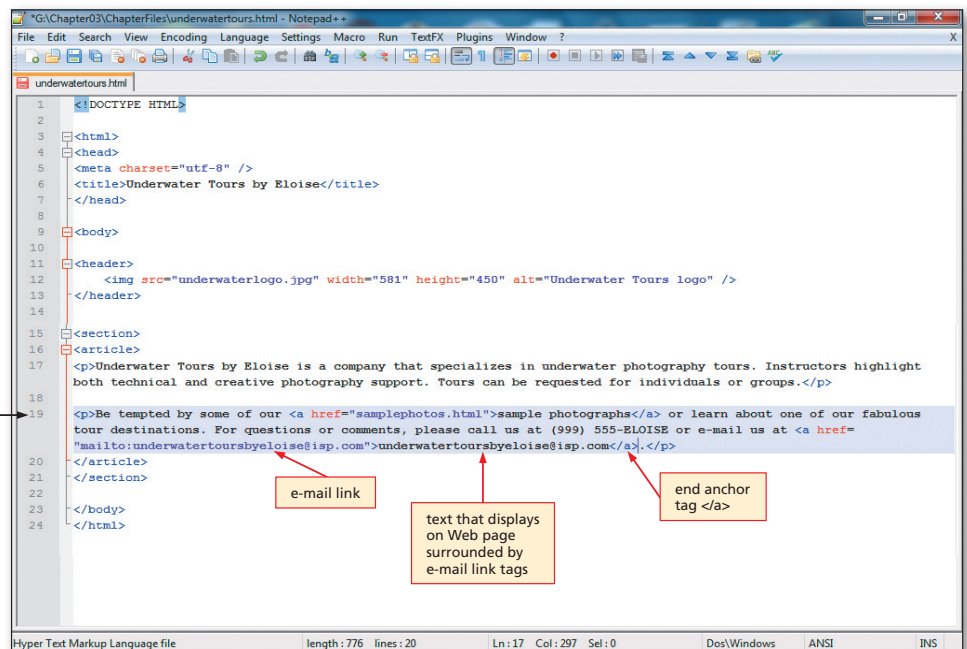 *G:\Chapter03\ChapterFiles\underwatertours.html - Notepad++
File Edit Search View Encoding Language Settings Macro Run TextFX Plugins Window ? X
underwatertours.html
1 <!DOCTYPE HTML>
2
3 <html>
4 <head>
5 <meta charset="utf-8" />
6 <title>Underwater Tours by Eloise</title>
7 </head>
8
9 <body>
10
11 <header>
12 <img src="underwaterlogo.jpg" width="581" height="450" alt="Underwater Tours logo" />
13 </header>
14
15 <section>
16 <article>
17 <p>Underwater Tours by Eloise is a company that specializes in underwater photography tours. Instructors highlight
both technical and creative photography support. Tours can be requested for individuals or groups.</p>
18
19 <p>Be tempted by some of our <a href="samplephotos.html">sample photographs</a> or learn about one of our fabulous
tour destinations. For questions or comments, please call us at (999) 555-ELOISE or e-mail us at <a href=
"mailto:underwatertoursbyeloise@isp.com">underwatertoursbyeloise@isp.com</a>.</p>
20 </article>
21 </section>
22
23 </body>
24 </html>
e-mail link
text that displays
on Web page
surrounded by
e-mail link tags
end anchor
tag </a>
Hyper Text Markup Language file length : 776 lines : 20 Ln : 17 Col : 297 Sel : 0 Dos\Windows ANSI INS